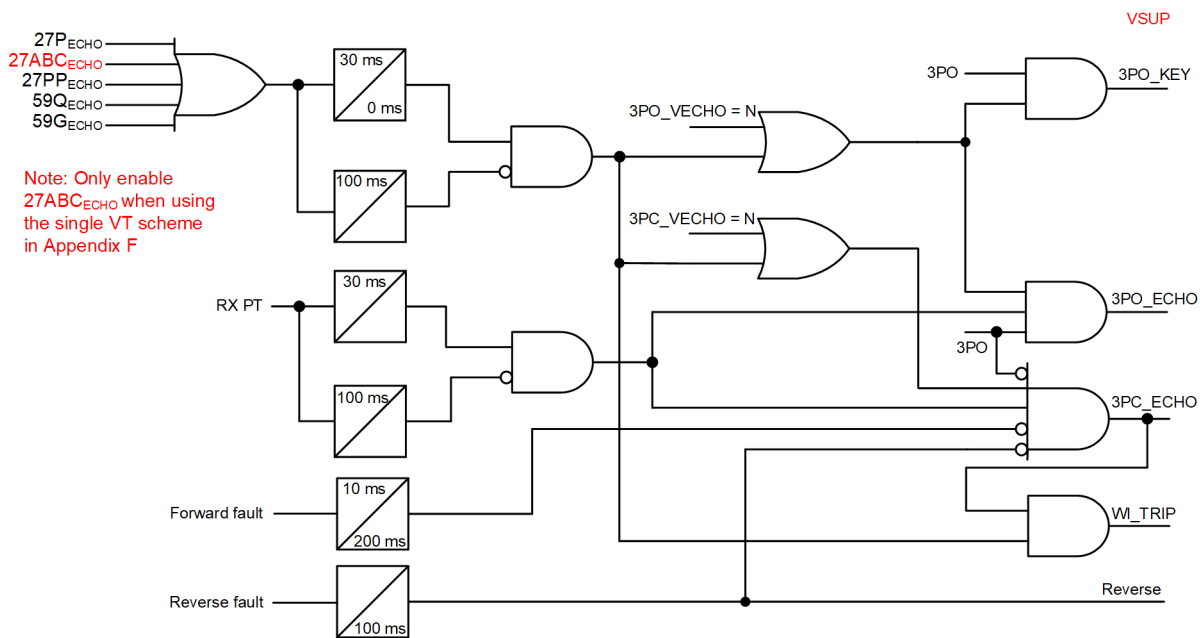 VSUP
27PECHO
27ABCECHO
27PPECHO
59QECHO
59GECHO
30 ms
0 ms
100 ms
Note: Only enable
27ABCECHO when using
the single VT scheme
in Appendix F
3PO_VECHO = N
3PC_VECHO = N
3PO
3PO_KEY
RX PT
30 ms
100 ms
3PO_ECHO
3PO
3PC_ECHO
Forward fault
10 ms
200 ms
WI_TRIP
Reverse fault
100 ms
Reverse